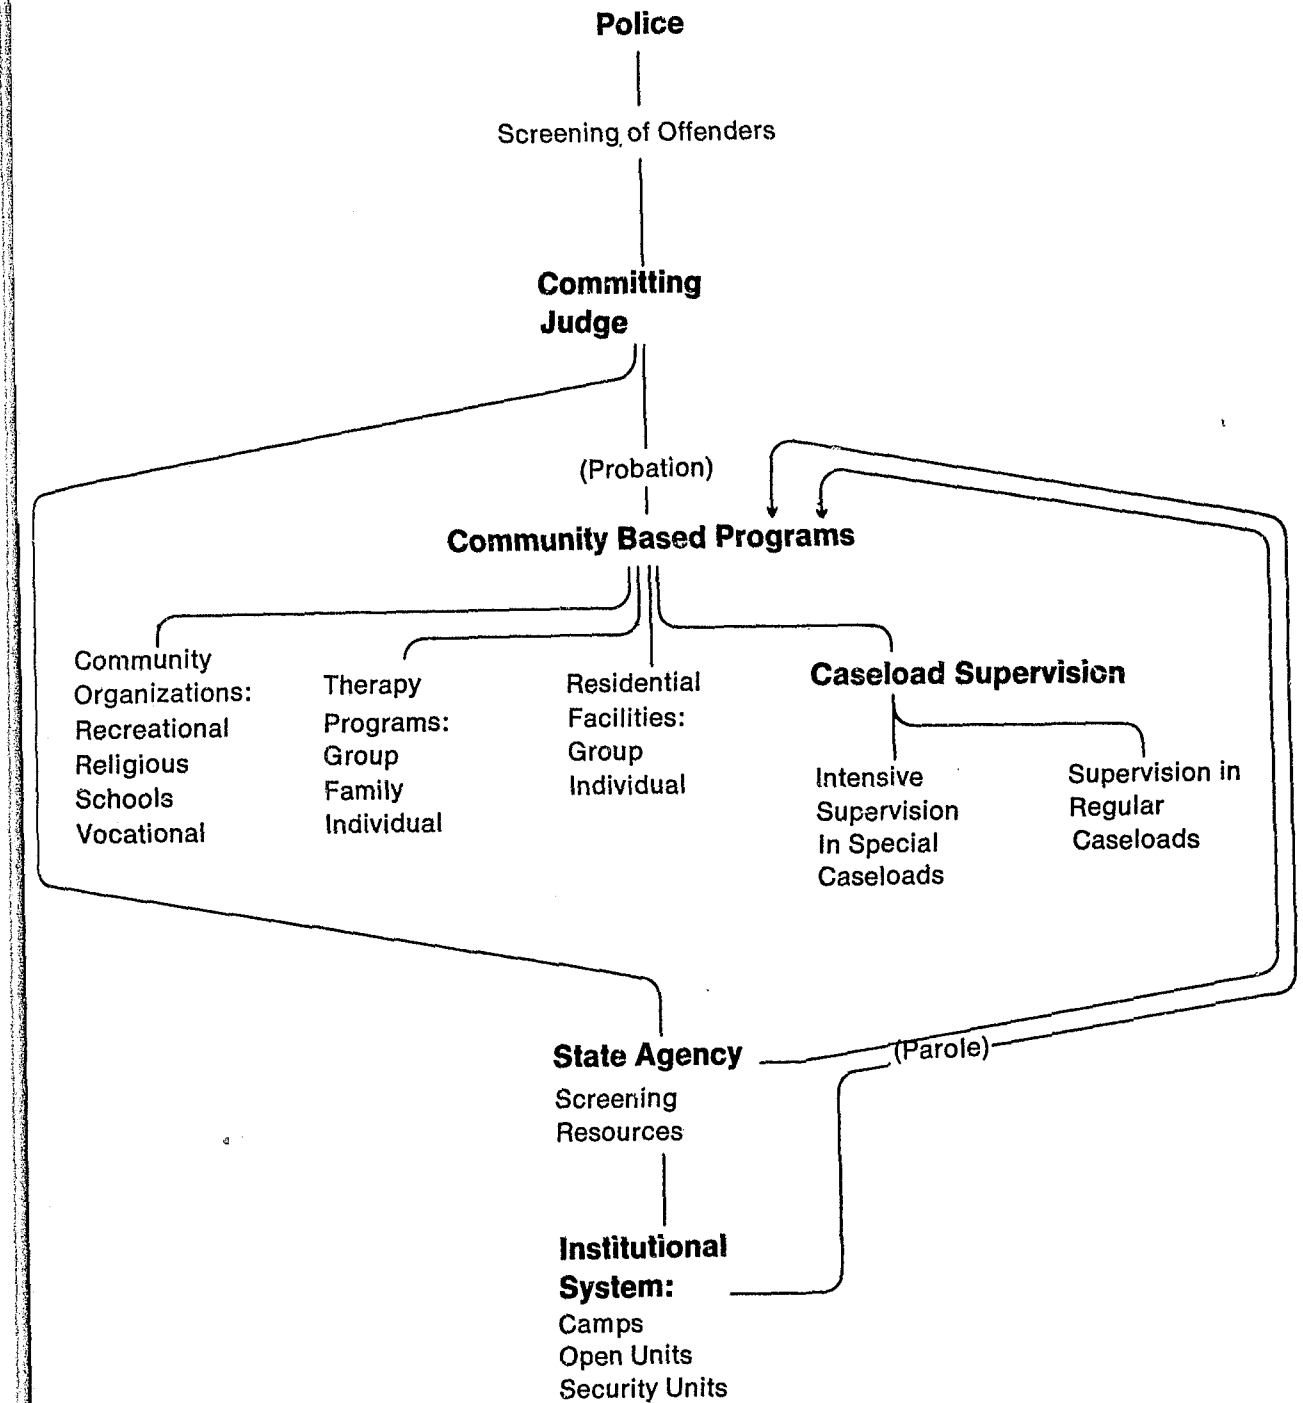 Police
Screening of Offenders
Committing
Judge
(Probation)
Community Based Programs
Community
Organizations:
Recreational
Religious
Schools
Vocational
Therapy
Programs:
Group
Family
Individual
Residential
Facilities:
Group
Individual
Caseload Supervision
Intensive
Supervision
In Special
Caseloads
Supervision in
Regular
Caseloads
State Agency
Screening
Resources
(Parole)
Institutional
System:
Camps
Open Units
Security Units